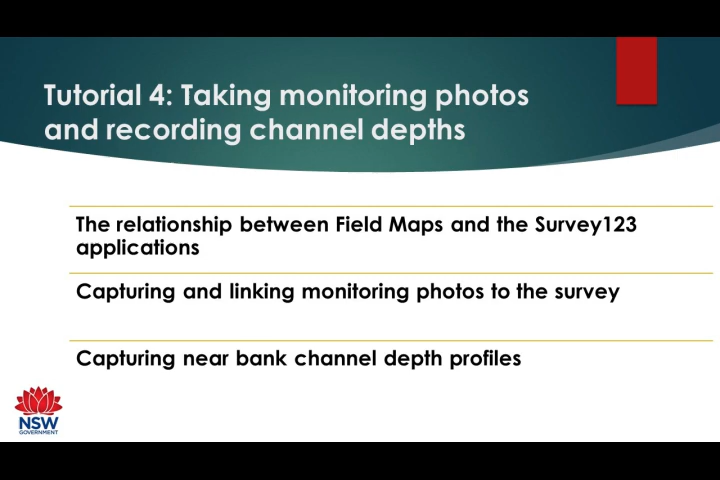 Tutorial 4: Taking monitoring photos
and recording channel depths
The relationship between Field Maps and the Survey123
applications
Capturing and linking monitoring photos to the survey
Capturing near bank channel depth profiles
NSW
GOVERNMENT